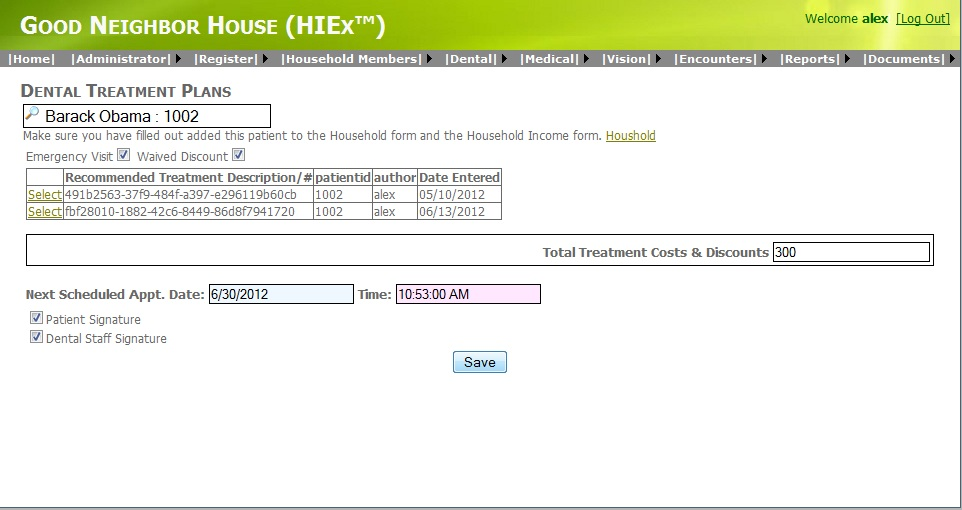 GOOD NEIGHBOR HOUSE (HIEX™)
Welcome alex [Log Out]
|Home| |Administrator| |Register| |Household Members| |Dental| |Medical| |Vision| |Encounters| |Reports| |Documents|
DENTAL TREATMENT PLANS
Barack Obama : 1002
Make sure you have filled out added this patient to the Household form and the Household Income form. Houshold
Emergency Visit Waived Discount
Recommended Treatment Description/# patientid author Date Entered
Select 491b2563-37f9-484f-a397-e296119b60cb 1002 alex 05/10/2012
Select fbf28010-1882-42c6-8449-86d8f7941720 1002 alex 06/13/2012
Total Treatment Costs & Discounts 300
Next Scheduled Appt. Date: 6/30/2012 Time: 10:53:00 AM
Patient Signature
Dental Staff Signature
Save